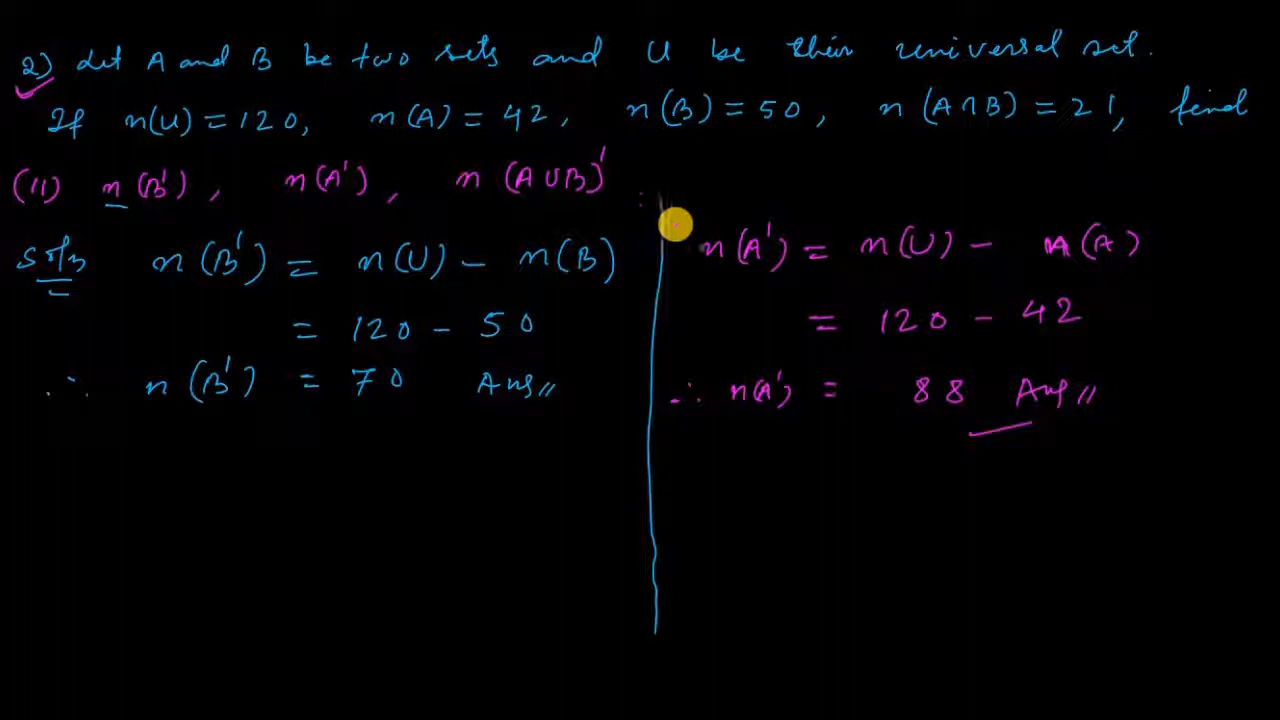 2) Let A and B be two sets and U be their universal set.
If n(U) = 120, n(A) = 42, n(B) = 50, n(A∩B) = 21, find
(11) n(B'), n(A'), n(A∪B)'
Soln n(B') = n(U) - n(B)
= 120 - 50
∴ n(B') = 70 Ans//
n(A') = n(U) - n(A)
= 120 - 42
∴ n(A') = 88 Ans//